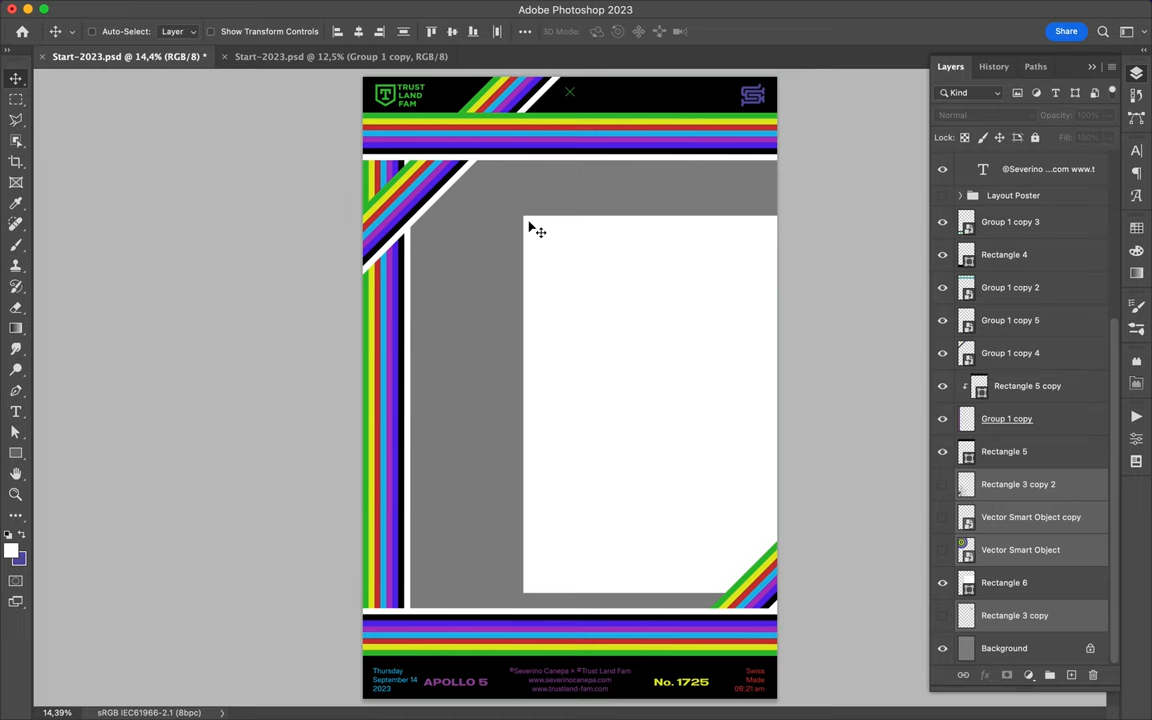 Adobe Photoshop 2023
Auto-Select: Layer Show Transform Controls 3D Mode: Share
Start-2023.psd @ 14,4% (RGB/8) * Start-2023.psd @ 12,5% (Group 1 copy, RGB/8)
Layers History Paths
Kind
Normal Opacity: 100%
Lock: Fill: 100%
©Severino ...com www.t
Layout Poster
Group 1 copy 3
Rectangle 4
Group 1 copy 2
Group 1 copy 5
Group 1 copy 4
Rectangle 5 copy
Group 1 copy
Rectangle 5
Rectangle 3 copy 2
Vector Smart Object copy
Vector Smart Object
Rectangle 6
Rectangle 3 copy
Background
TRUST
LAND
FAM
Thursday
September 14
2023
APOLLO 5
©Severino Canepa × ©Trust Land Fam
www.severinocanepa.com
www.trustland-fam.com
No. 1725
Swiss
Made
06:21 am
14,39% sRGB IEC61966-2.1 (8bpc)